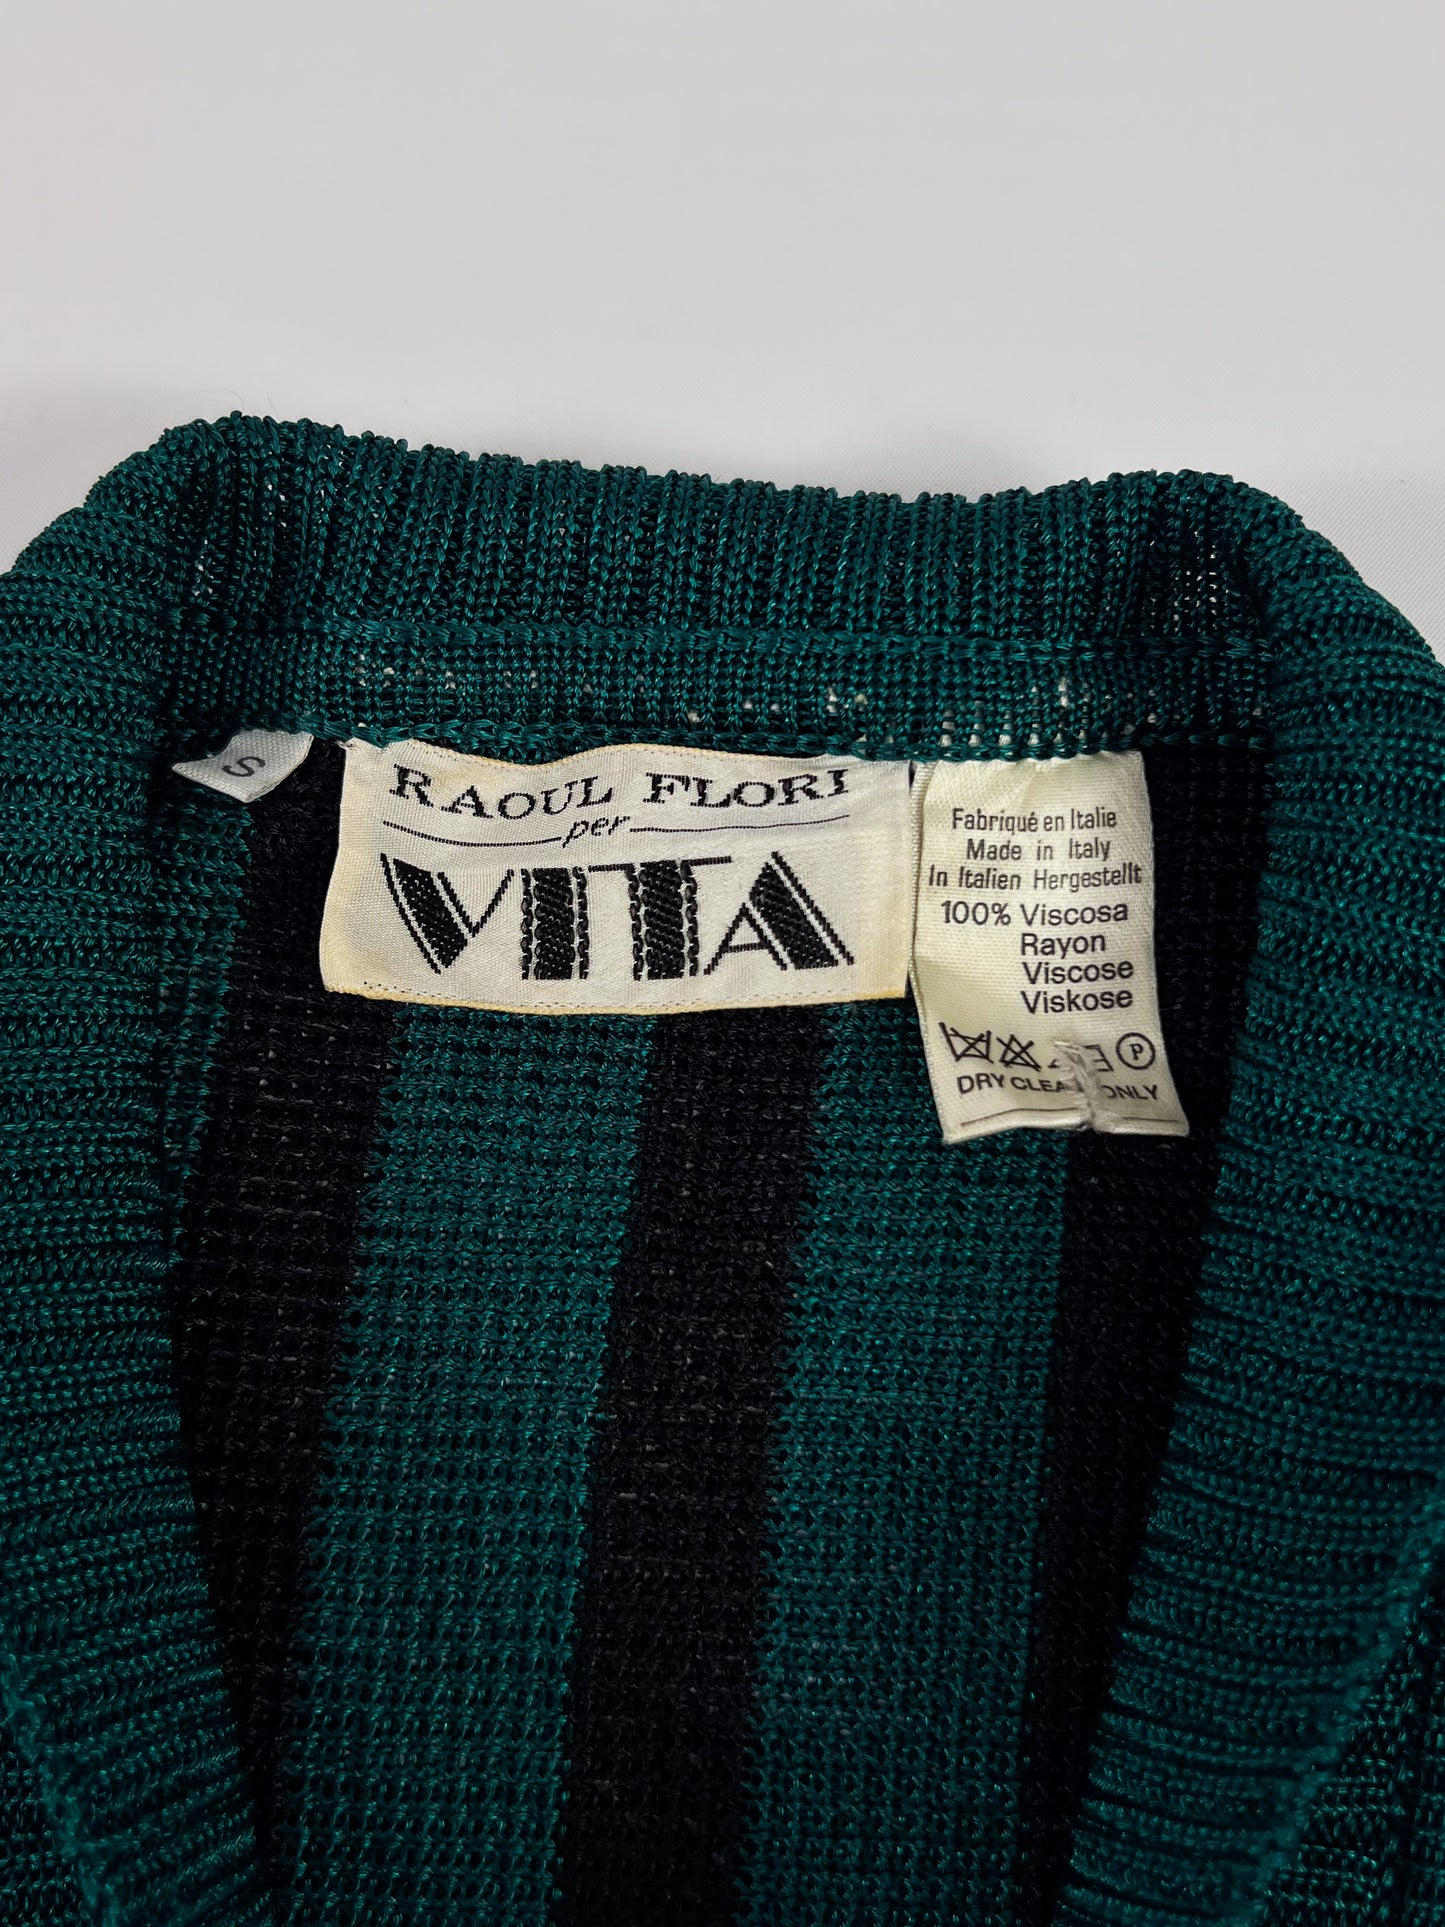 S
RAOUL FLORI
per
VITA
Fabriqué en Italie
Made in Italy
In Italien Hergestellt
100% Viscosa
Rayon
Viscose
Viskose
P
DRY ONLY